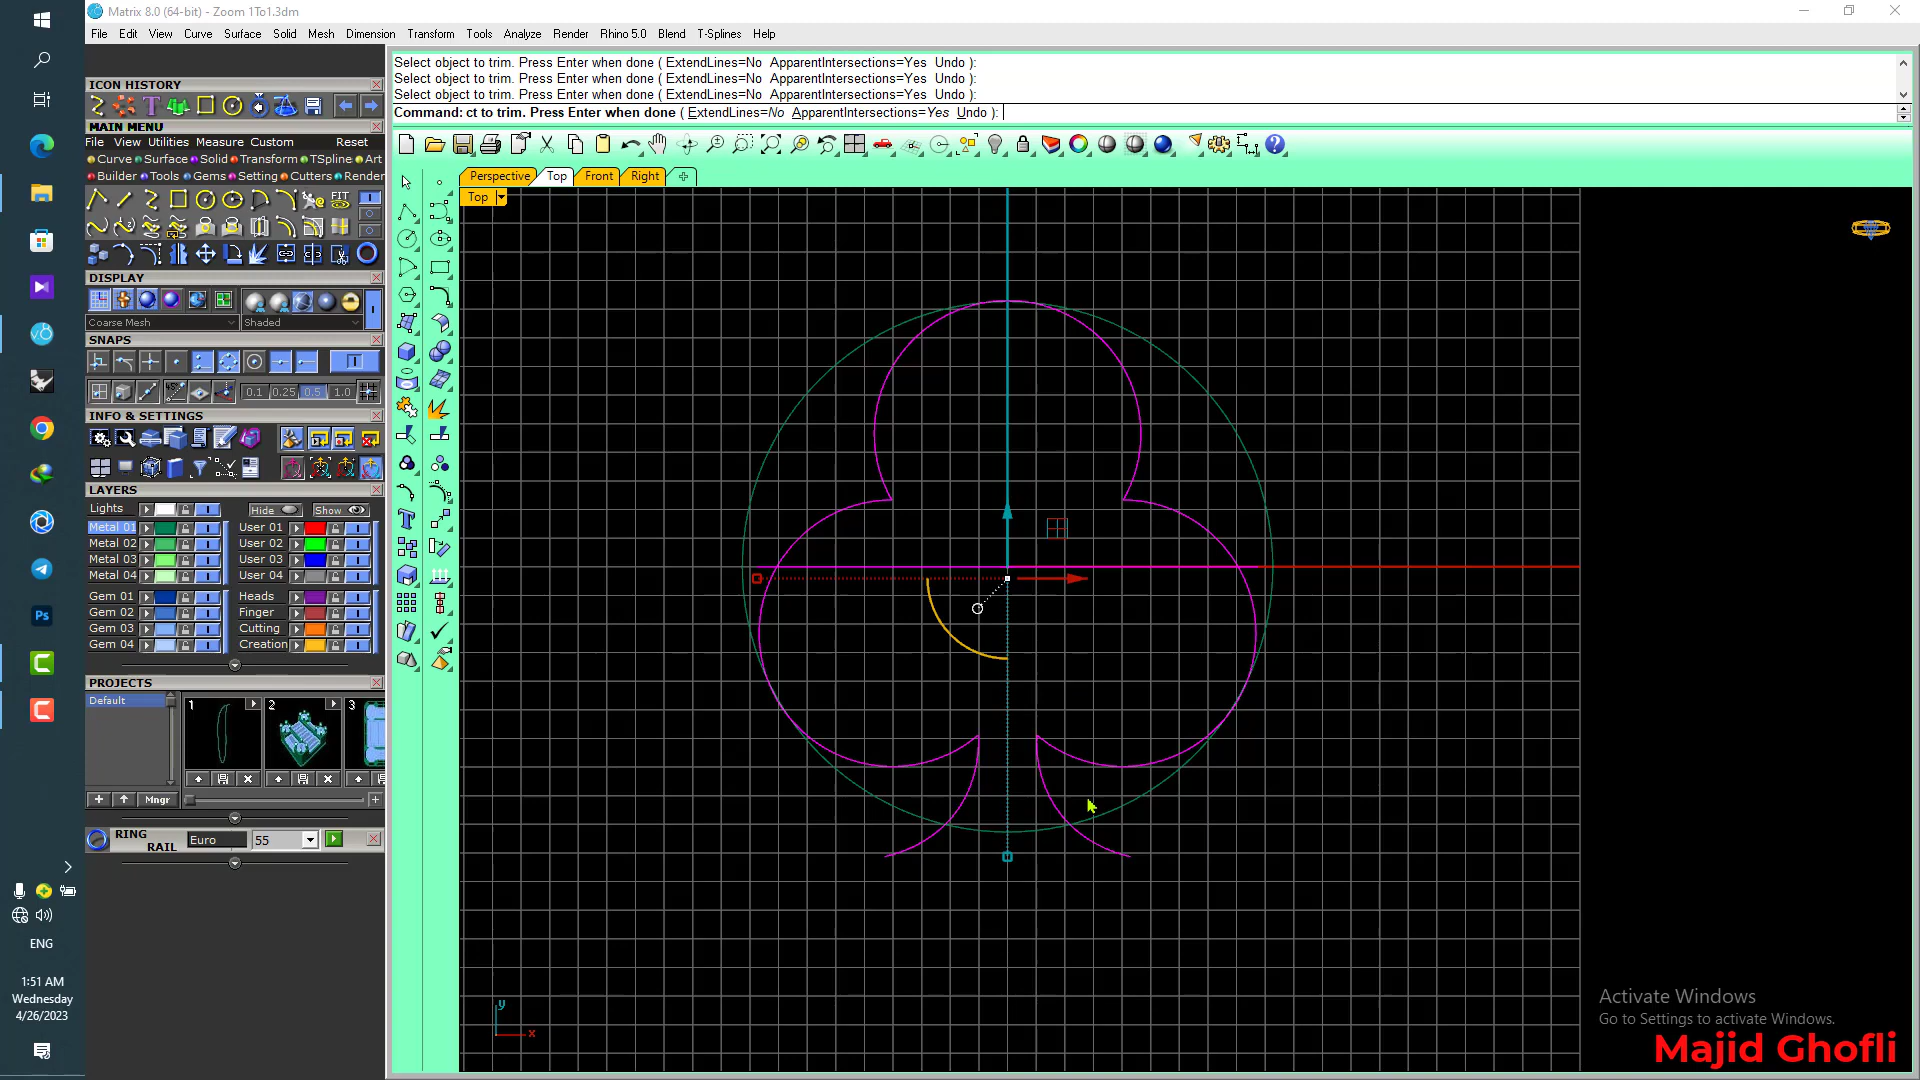 Matrix 8.0 (64-bit) - Zoom 1To1.3dm
File Edit View Curve Surface Solid Mesh Dimension Transform Tools Analyze Render Rhino 5.0 Blend T-Splines Help
Select object to trim. Press Enter when done ( ExtendLines=No ApparentIntersections=Yes Undo ):
Select object to trim. Press Enter when done ( ExtendLines=No ApparentIntersections=Yes Undo ):
Select object to trim. Press Enter when done ( ExtendLines=No ApparentIntersections=Yes Undo ):
Command: ct to trim. Press Enter when done ( ExtendLines=No ApparentIntersections=Yes Undo ):
ICON HISTORY
MAIN MENU
File View Utilities Measure Custom Reset
Curve Surface Solid Transform TSpline Art
Builder Tools Gems Setting Cutters Render
FIT
DISPLAY
Coarse Mesh Shaded
SNAPS
0.1 0.25 0.5 1.0
INFO & SETTINGS
LAYERS
Lights Hide Show
Metal 01 User 01
Metal 02 User 02
Metal 03 User 03
Metal 04 User 04
Gem 01 Heads
Gem 02 Finger
Gem 03 Cutting
Gem 04 Creation
PROJECTS
Default 1 2 3
Mngr
RING RAIL Euro 55
Perspective Top Front Right
Top
y
x
ENG
1:51 AM
Wednesday
4/26/2023
Ps
Activate Windows
Go to Settings to activate Windows.
Majid Ghofli